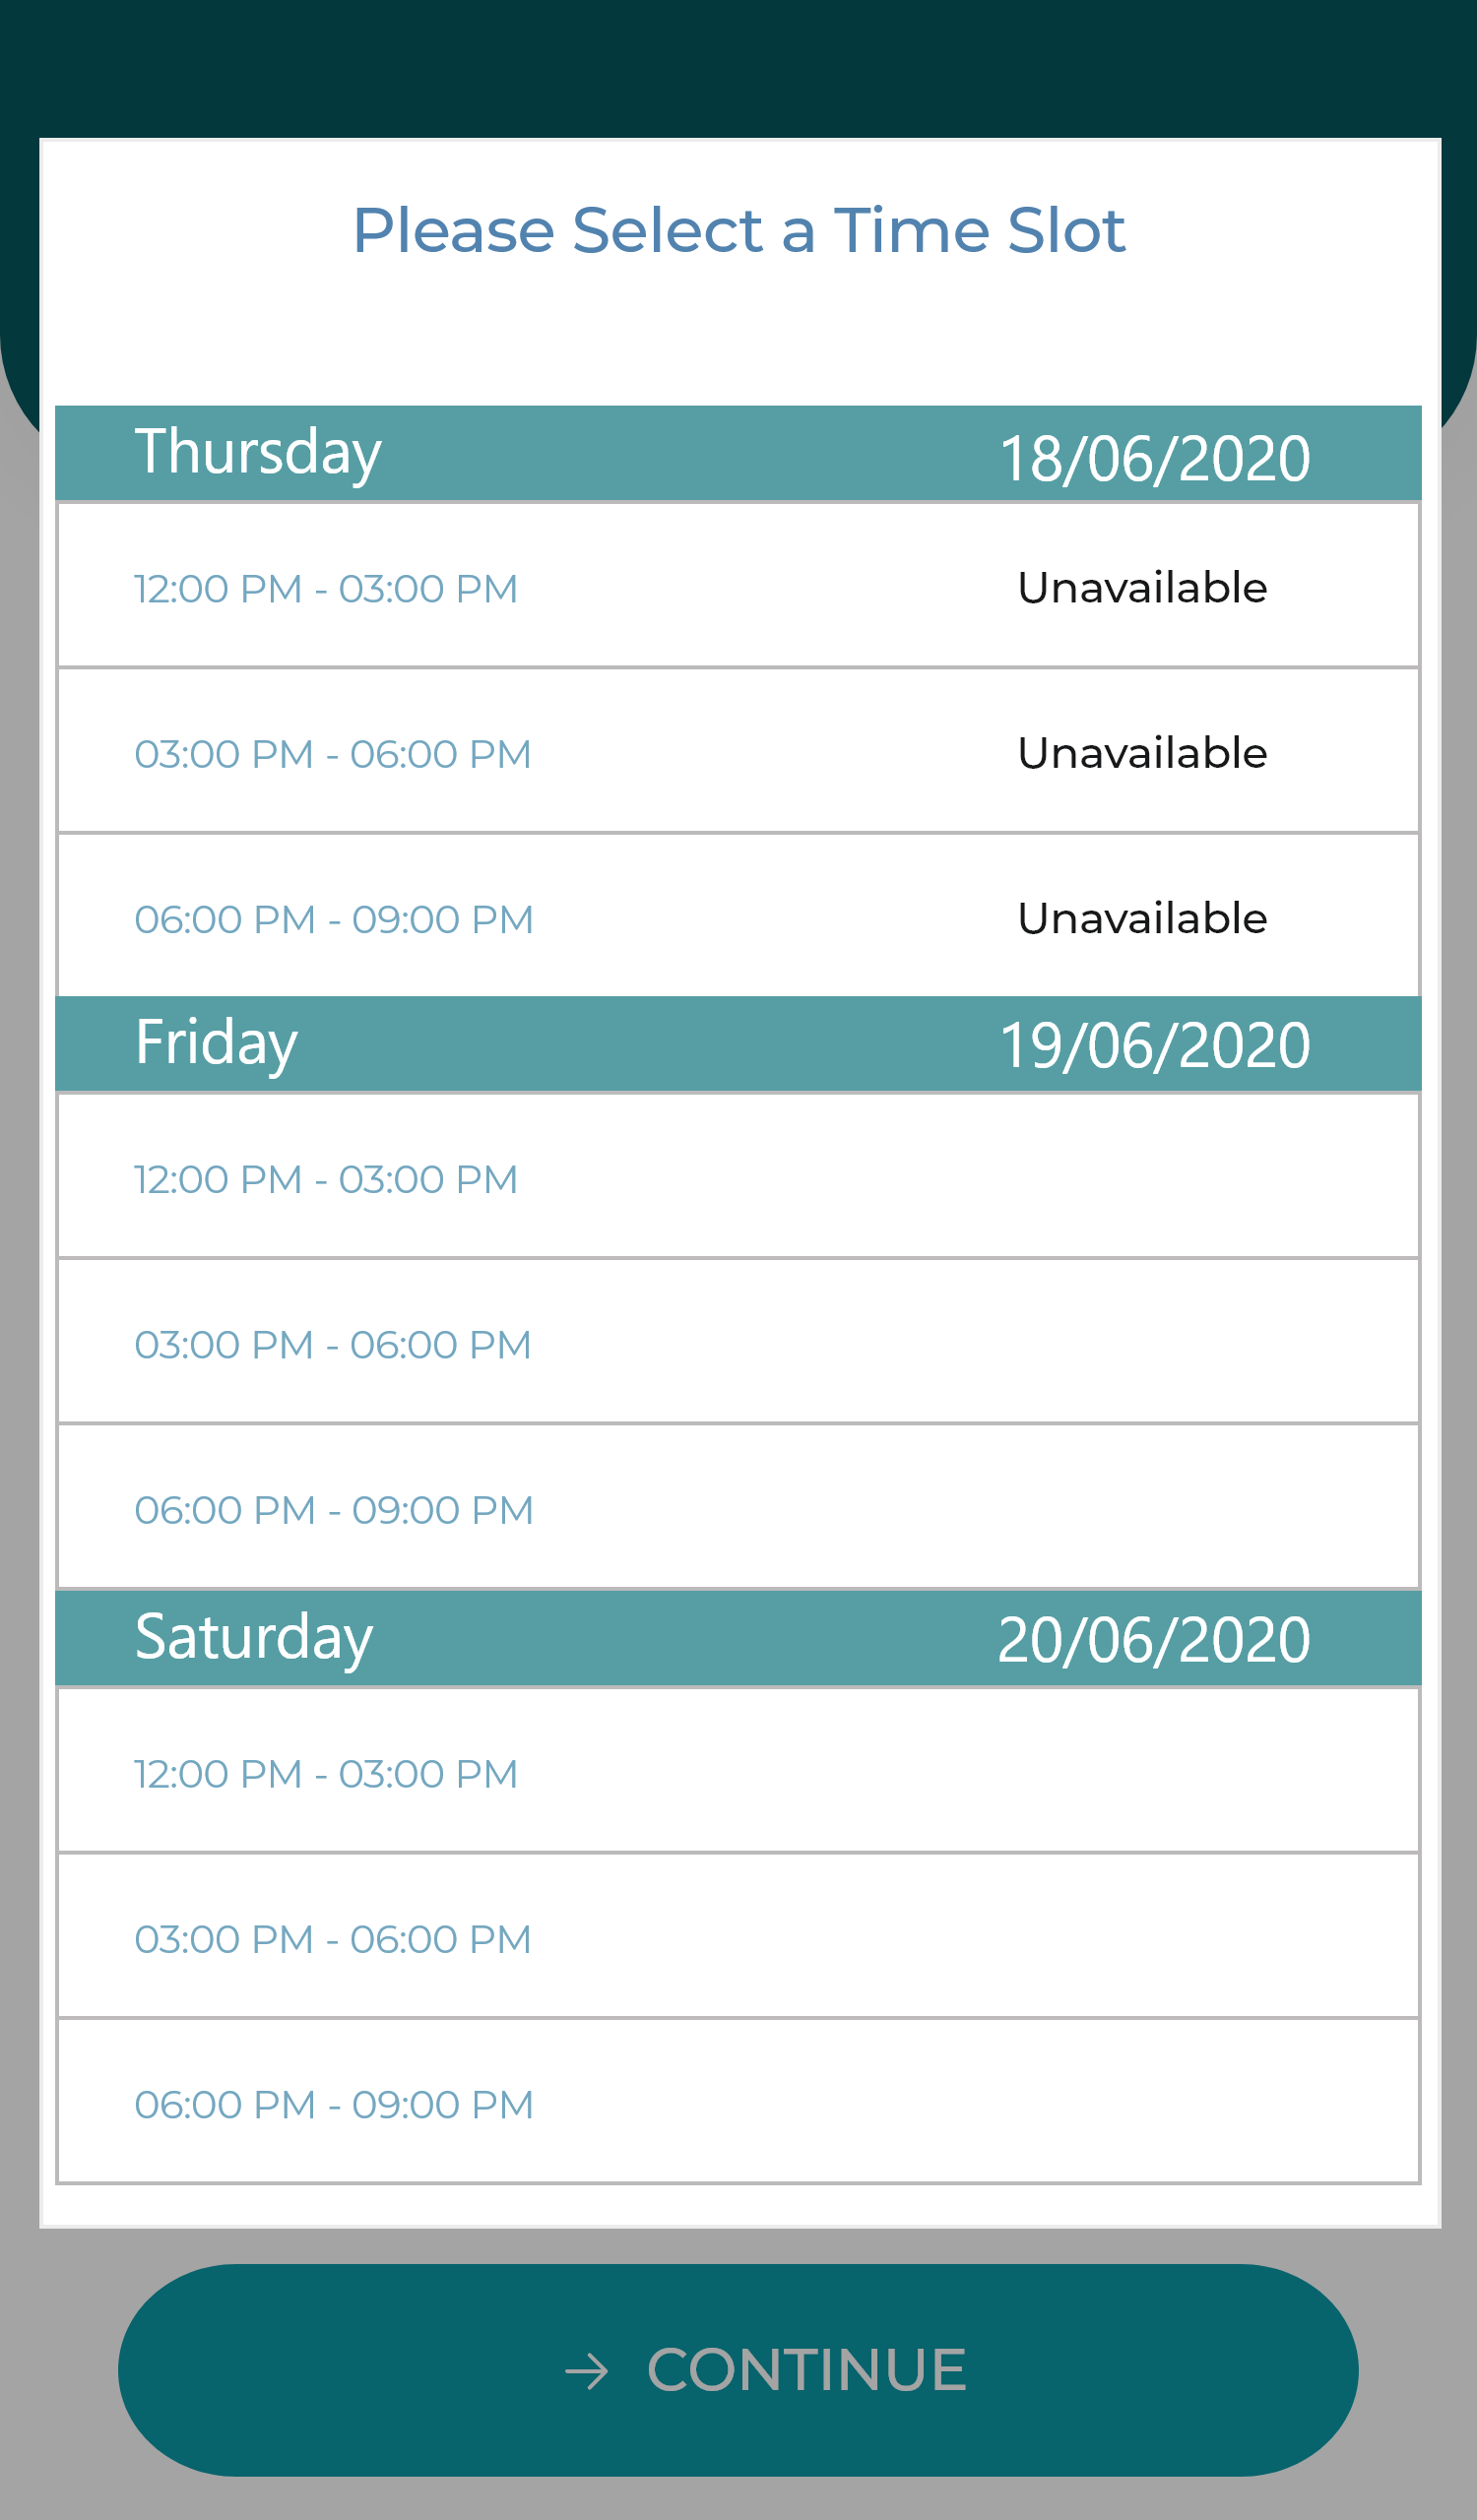 Please Select a Time Slot
Thursday 18/06/2020
12:00 PM - 03:00 PM Unavailable
03:00 PM - 06:00 PM Unavailable
06:00 PM - 09:00 PM Unavailable
Friday 19/06/2020
12:00 PM - 03:00 PM
03:00 PM - 06:00 PM
06:00 PM - 09:00 PM
Saturday 20/06/2020
12:00 PM - 03:00 PM
03:00 PM - 06:00 PM
06:00 PM - 09:00 PM
CONTINUE